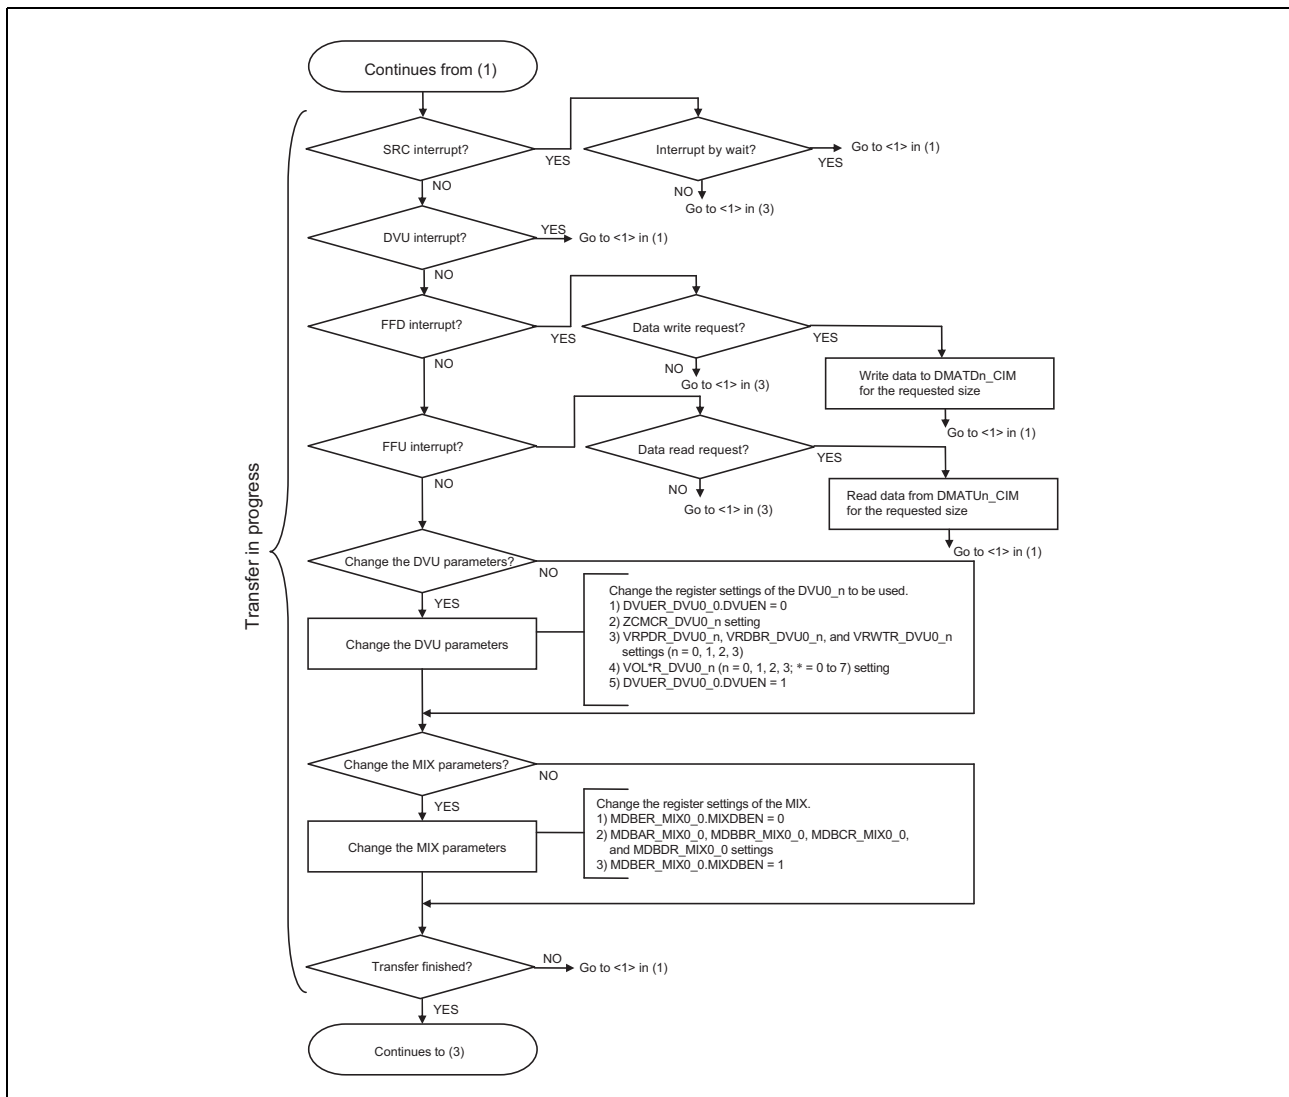 Continues from (1)
SRC interrupt?
YES
Interrupt by wait?
YES
Go to <1> in (1)
NO
NO
Go to <1> in (3)
DVU interrupt?
YES
Go to <1> in (1)
NO
FFD interrupt?
YES
Data write request?
YES
NO
NO
Go to <1> in (3)
Write data to DMATDn_CIM
for the requested size
Go to <1> in (1)
FFU interrupt?
YES
Data read request?
YES
NO
NO
Go to <1> in (3)
Read data from DMATUn_CIM
for the requested size
Go to <1> in (1)
Transfer in progress
Change the DVU parameters?
NO
YES
Change the DVU parameters
Change the register settings of the DVU0_n to be used.
1) DVUER_DVU0_0.DVUEN = 0
2) ZCMCR_DVU0_n setting
3) VRPDR_DVU0_n, VRDBR_DVU0_n, and VRWTR_DVU0_n
settings (n = 0, 1, 2, 3)
4) VOL*R_DVU0_n (n = 0, 1, 2, 3; * = 0 to 7) setting
5) DVUER_DVU0_0.DVUEN = 1
Change the MIX parameters?
NO
YES
Change the MIX parameters
Change the register settings of the MIX.
1) MDBER_MIX0_0.MIXDBEN = 0
2) MDBAR_MIX0_0, MDBBR_MIX0_0, MDBCR_MIX0_0,
and MDBDR_MIX0_0 settings
3) MDBER_MIX0_0.MIXDBEN = 1
Transfer finished?
NO
Go to <1> in (1)
YES
Continues to (3)